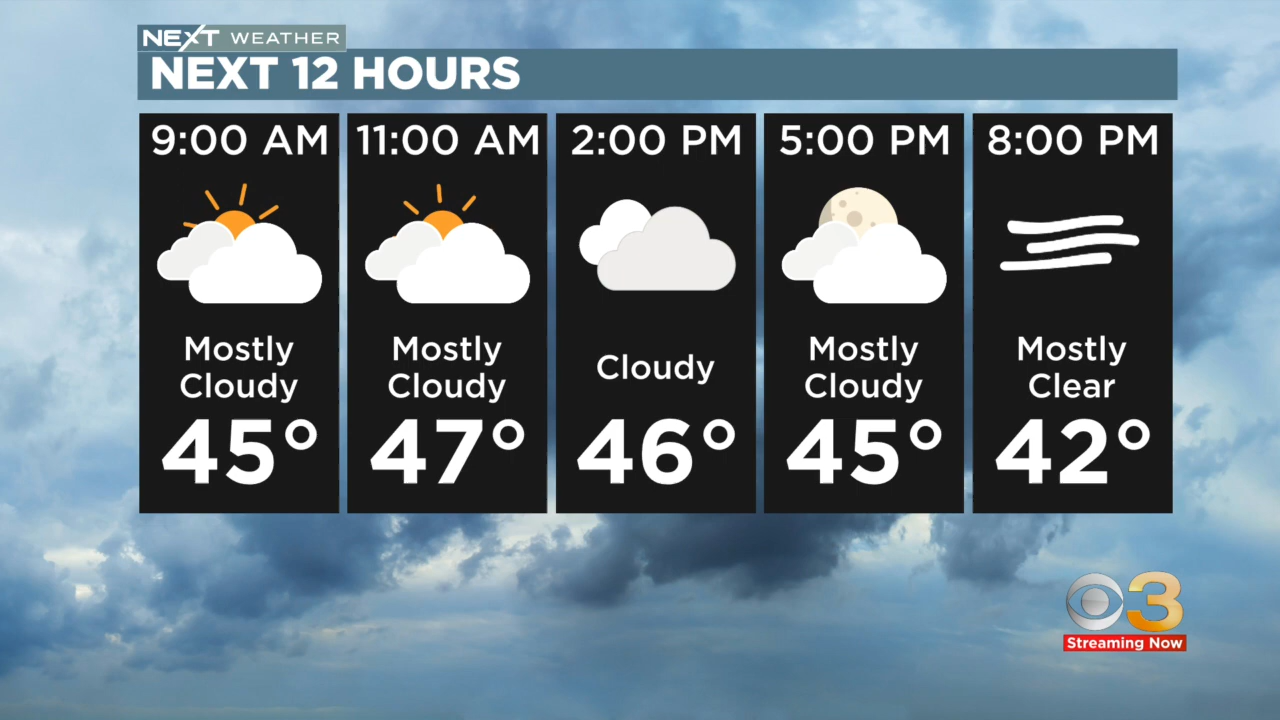 NEXT WEATHER
NEXT 12 HOURS
9:00 AM
Mostly
Cloudy
45°
11:00 AM
Mostly
Cloudy
47°
2:00 PM
Cloudy
46°
5:00 PM
Mostly
Cloudy
45°
8:00 PM
Mostly
Clear
42°
3
Streaming Now